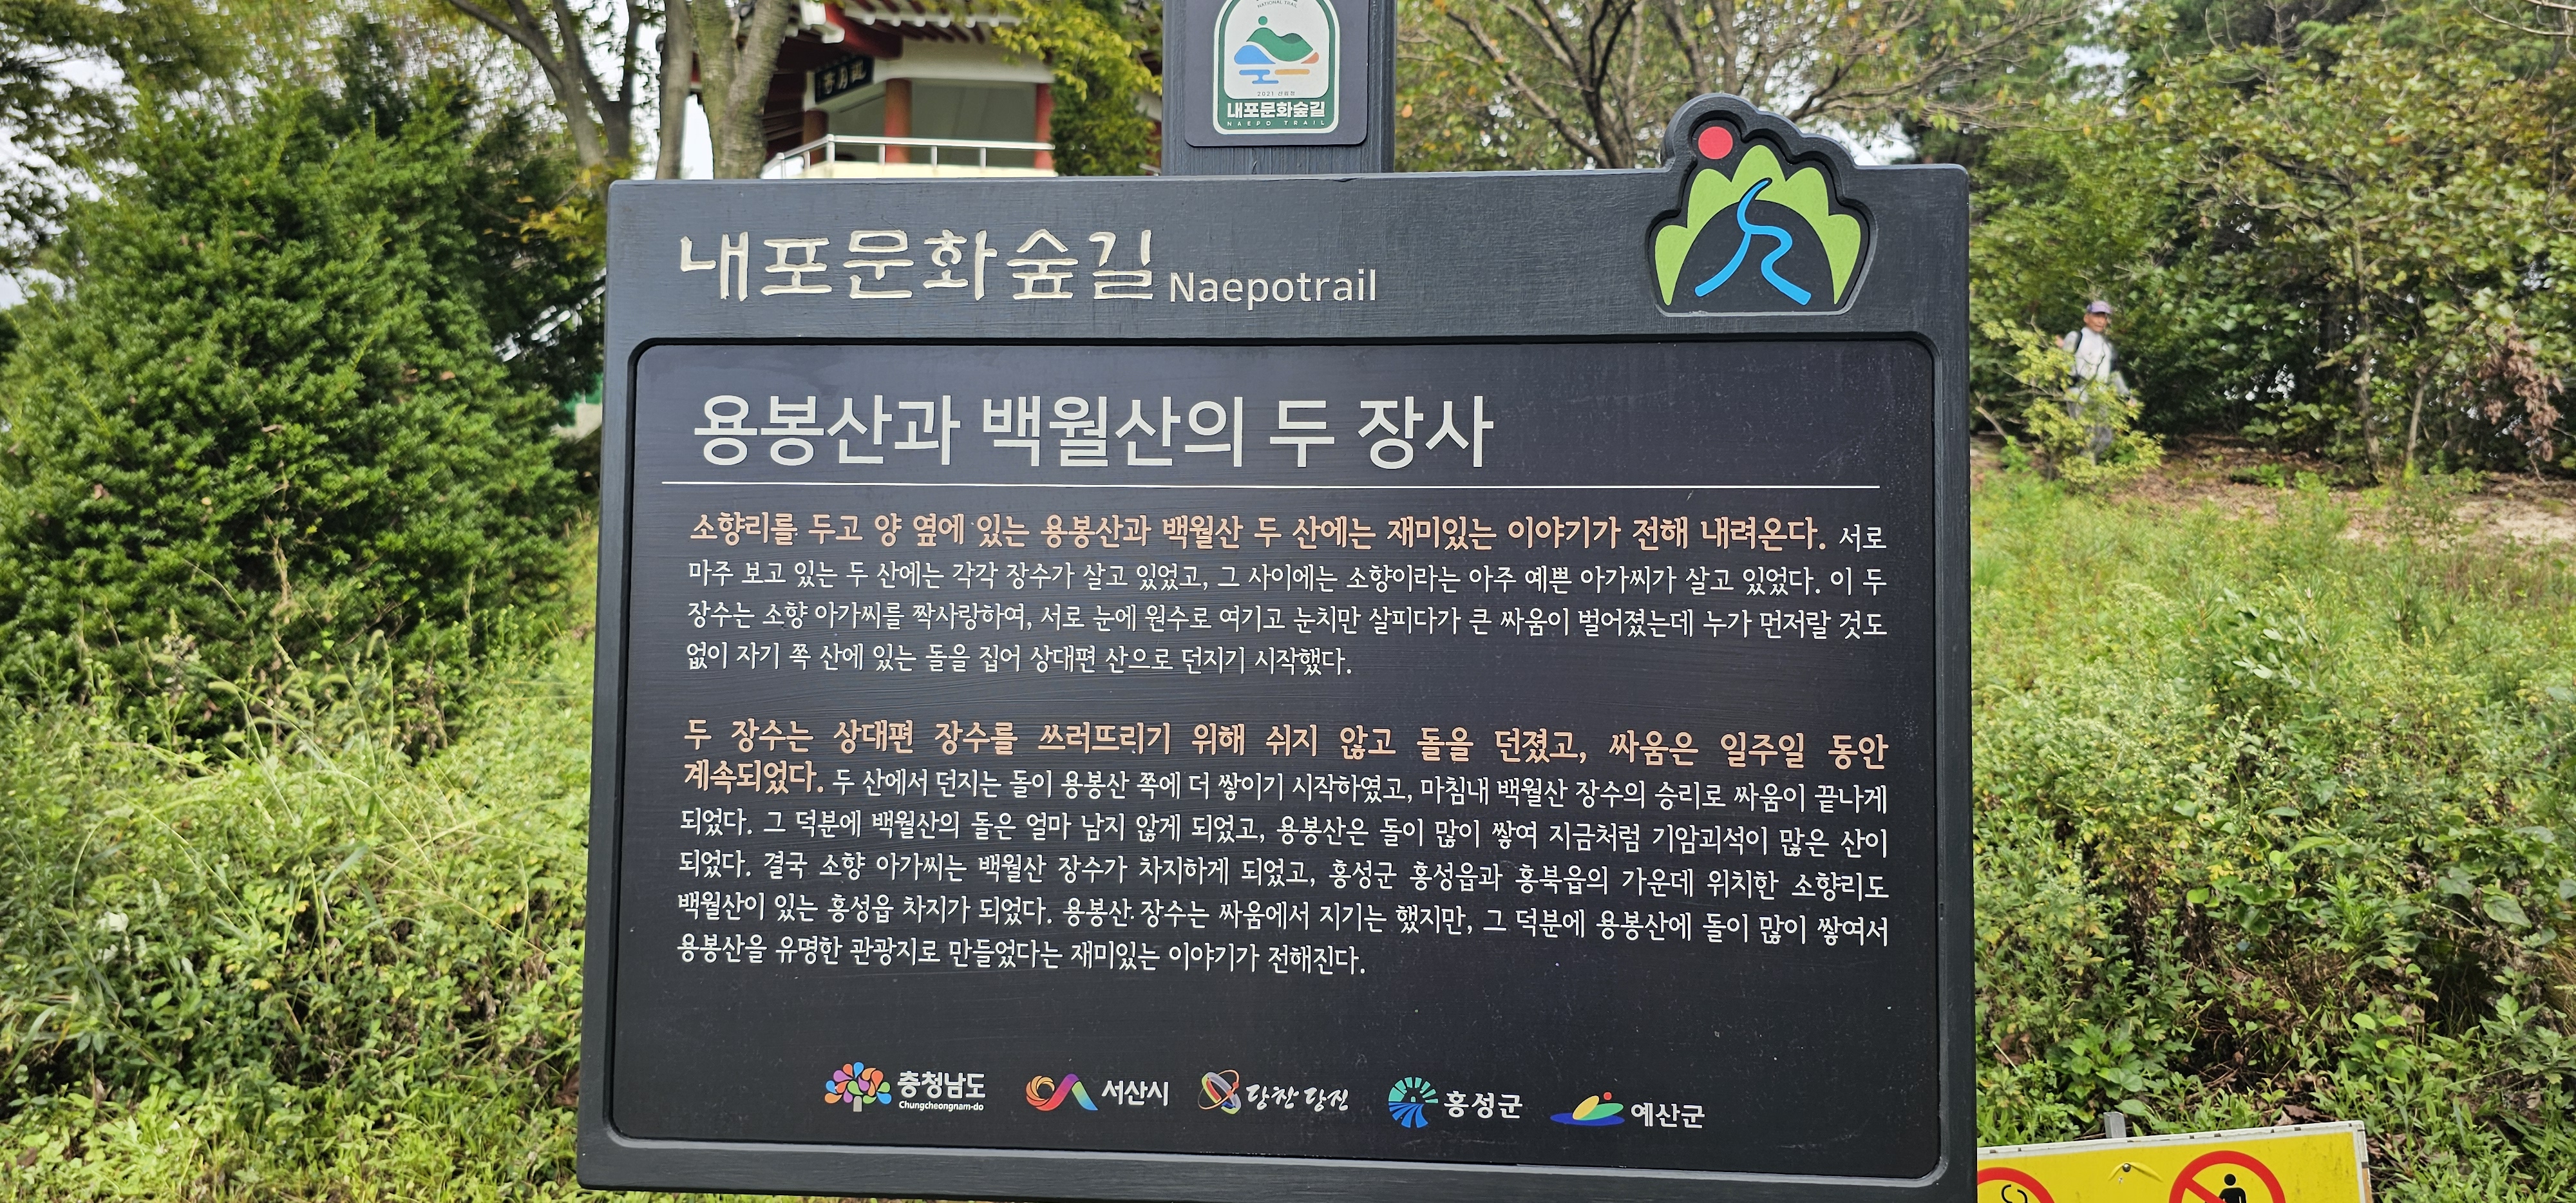 NATIONAL TRAIL
2021 산림청
내포문화숲길
NAEPO TRAIL
내포문화숲길 Naepotrail
용봉산과 백월산의 두 장사
소향리를 두고 양 옆에 있는 용봉산과 백월산 두 산에는 재미있는 이야기가 전해 내려온다. 서로
마주 보고 있는 두 산에는 각각 장수가 살고 있었고, 그 사이에는 소향이라는 아주 예쁜 아가씨가 살고 있었다. 이 두
장수는 소향 아가씨를 짝사랑하여, 서로 눈에 원수로 여기고 눈치만 살피다가 큰 싸움이 벌어졌는데 누가 먼저랄 것도
없이 자기 쪽 산에 있는 돌을 집어 상대편 산으로 던지기 시작했다.
두 장수는 상대편 장수를 쓰러뜨리기 위해 쉬지 않고 돌을 던졌고, 싸움은 일주일 동안
계속되었다. 두 산에서 던지는 돌이 용봉산 쪽에 더 쌓이기 시작하였고, 마침내 백월산 장수의 승리로 싸움이 끝나게
되었다. 그 덕분에 백월산의 돌은 얼마 남지 않게 되었고, 용봉산은 돌이 많이 쌓여 지금처럼 기암괴석이 많은 산이
되었다. 결국 소향 아가씨는 백월산 장수가 차지하게 되었고, 홍성군 홍성읍과 홍북읍의 가운데 위치한 소향리도
백월산이 있는 홍성읍 차지가 되었다. 용봉산 장수는 싸움에서 지기는 했지만, 그 덕분에 용봉산에 돌이 많이 쌓여서
용봉산을 유명한 관광지로 만들었다는 재미있는 이야기가 전해진다.
충청남도 서산시 당찬 당진 홍성군 예산군
Chungcheongnam-do